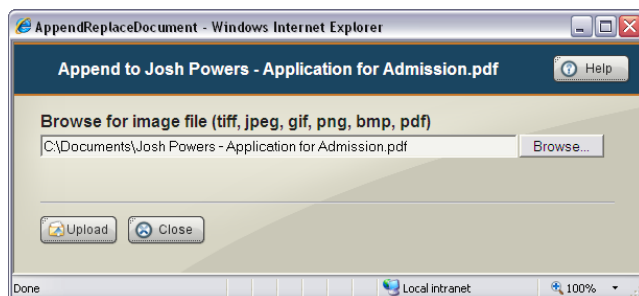 AppendReplaceDocument - Windows Internet Explorer
Append to Josh Powers - Application for Admission.pdf
Help
Browse for image file (tiff, jpeg, gif, png, bmp, pdf)
C:\Documents\Josh Powers - Application for Admission.pdf
Browse...
Upload
Close
Done
Local intranet
100%